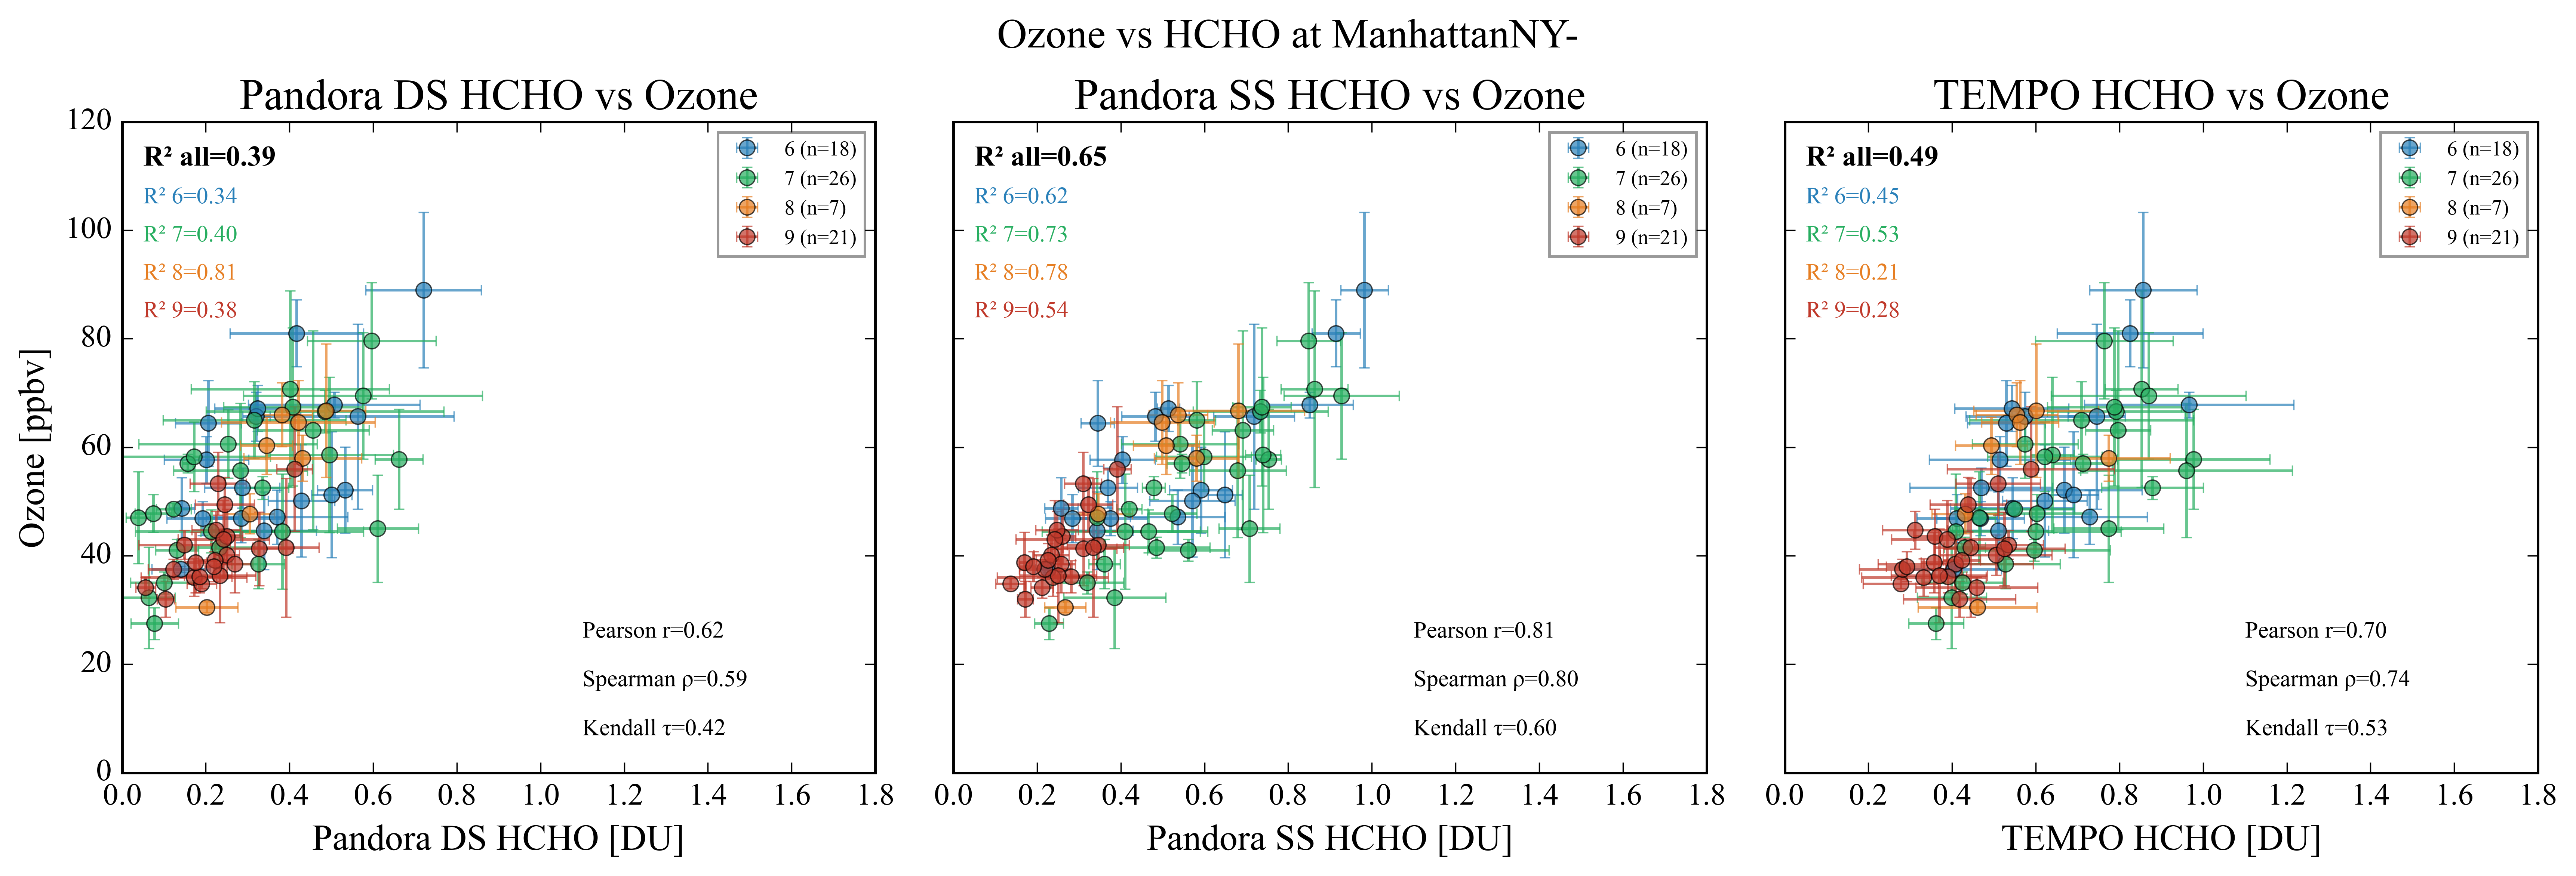 Ozone vs HCHO at ManhattanNY-
Pandora DS HCHO vs Ozone
Ozone [ppbv]
120
100
80
60
40
20
0
R² all=0.39
R² 6=0.34
R² 7=0.40
R² 8=0.81
R² 9=0.38
6 (n=18)
7 (n=26)
8 (n=7)
9 (n=21)
Pearson r=0.62
Spearman ρ=0.59
Kendall τ=0.42
0.0 0.2 0.4 0.6 0.8 1.0 1.2 1.4 1.6 1.8
Pandora DS HCHO [DU]
Pandora SS HCHO vs Ozone
R² all=0.65
R² 6=0.62
R² 7=0.73
R² 8=0.78
R² 9=0.54
6 (n=18)
7 (n=26)
8 (n=7)
9 (n=21)
Pearson r=0.81
Spearman ρ=0.80
Kendall τ=0.60
0.0 0.2 0.4 0.6 0.8 1.0 1.2 1.4 1.6 1.8
Pandora SS HCHO [DU]
TEMPO HCHO vs Ozone
R² all=0.49
R² 6=0.45
R² 7=0.53
R² 8=0.21
R² 9=0.28
6 (n=18)
7 (n=26)
8 (n=7)
9 (n=21)
Pearson r=0.70
Spearman ρ=0.74
Kendall τ=0.53
0.0 0.2 0.4 0.6 0.8 1.0 1.2 1.4 1.6 1.8
TEMPO HCHO [DU]